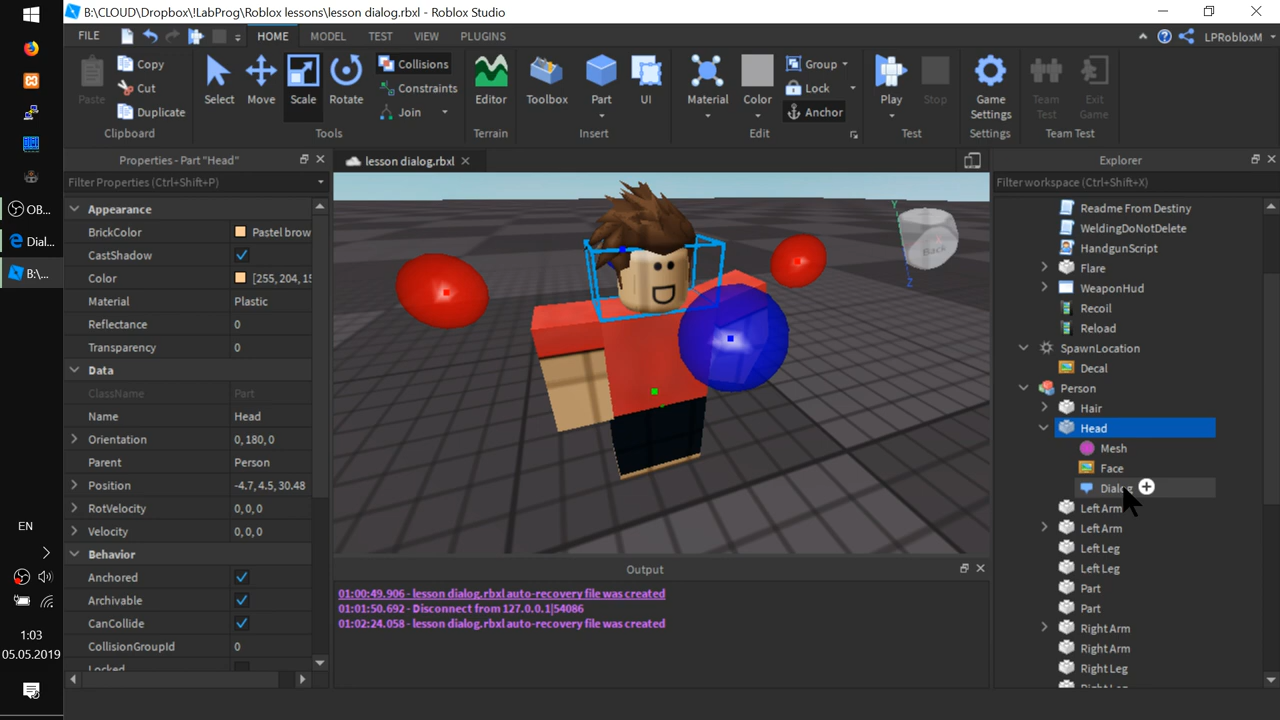 B:\CLOUD\Dropbox\!LabProg\Roblox lessons\lesson dialog.rbxl - Roblox Studio
FILE HOME MODEL TEST VIEW PLUGINS LPRobloxM
Paste
Copy
Cut
Duplicate
Clipboard
Select Move Scale Rotate
Collisions
Constraints
Join
Tools
Editor
Terrain
Toolbox Part UI
Insert
Material Color
Group
Lock
Anchor
Edit
Play Stop
Test
Game Settings
Settings
Team Test
Exit Game
Team Test
Properties - Part "Head"
Filter Properties (Ctrl+Shift+P)
Appearance
BrickColor Pastel brow
CastShadow
Color [255, 204, 15
Material Plastic
Reflectance 0
Transparency 0
Data
ClassName Part
Name Head
Orientation 0, 180, 0
Parent Person
Position -4.7, 4.5, 30.48
RotVelocity 0, 0, 0
Velocity 0, 0, 0
Behavior
Anchored
Archivable
CanCollide
CollisionGroupId 0
Locked
lesson dialog.rbxl
Y
Back
Z
Output
01:00:49.906 - lesson dialog.rbxl auto-recovery file was created
01:01:50.692 - Disconnect from 127.0.0.1|54086
01:02:24.058 - lesson dialog.rbxl auto-recovery file was created
Explorer
Filter workspace (Ctrl+Shift+X)
Readme From Destiny
WeldingDoNotDelete
HandgunScript
Flare
WeaponHud
Recoil
Reload
SpawnLocation
Decal
Person
Hair
Head
Mesh
Face
Dialog
Left Arm
Left Arm
Left Leg
Left Leg
Part
Part
Right Arm
Right Arm
Right Leg
OB...
Dial...
B:\...
EN
1:03
05.05.2019